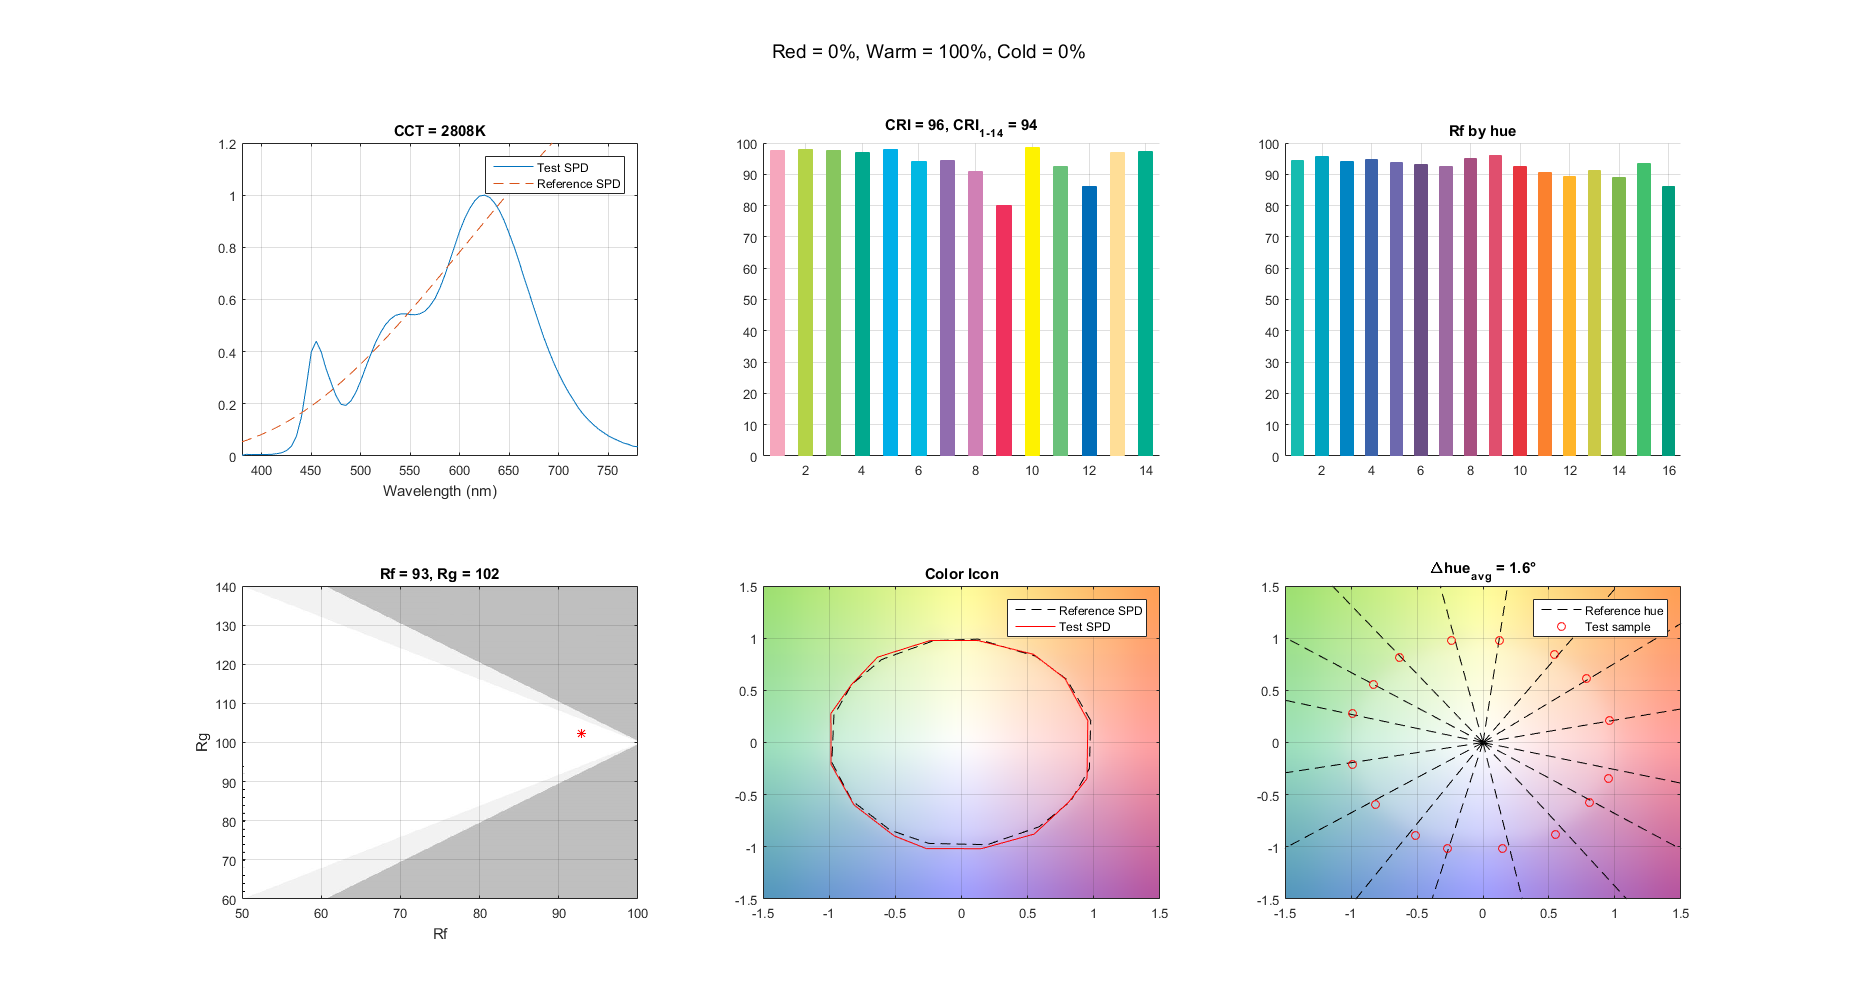 Red = 0%, Warm = 100%, Cold = 0%
CCT = 2808K
1.2
1
0.8
0.6
0.4
0.2
0
Test SPD
Reference SPD
400 450 500 550 600 650 700 750
Wavelength (nm)
CRI = 96, CRI1-14 = 94
100
90
80
70
60
50
40
30
20
10
0
2 4 6 8 10 12 14
Rf by hue
100
90
80
70
60
50
40
30
20
10
0
2 4 6 8 10 12 14 16
Rf = 93, Rg = 102
Rg
140
130
120
110
100
90
80
70
60
50 60 70 80 90 100
Rf
Color Icon
1.5
1
0.5
0
-0.5
-1
-1.5
Reference SPD
Test SPD
-1.5 -1 -0.5 0 0.5 1 1.5
Δhueavg = 1.6°
1.5
1
0.5
0
-0.5
-1
-1.5
Reference hue
Test sample
-1.5 -1 -0.5 0 0.5 1 1.5